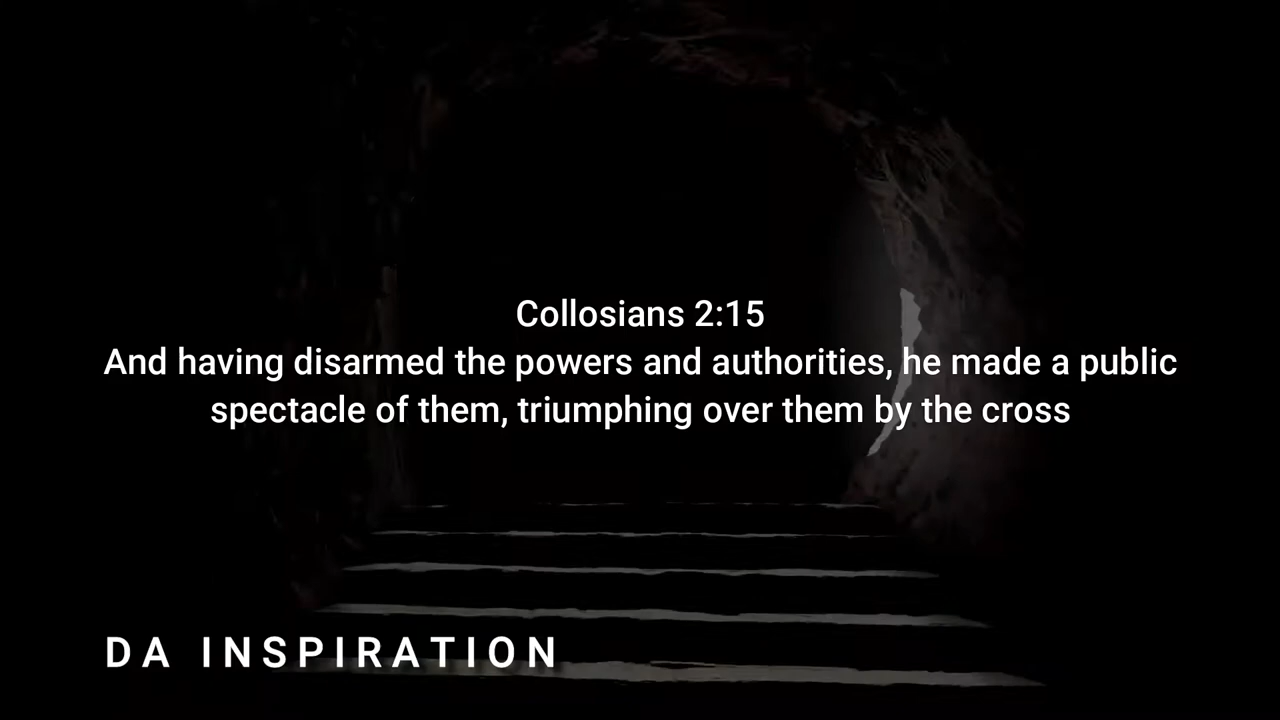 Collosians 2:15
And having disarmed the powers and authorities, he made a public
spectacle of them, triumphing over them by the cross
DA INSPIRATION